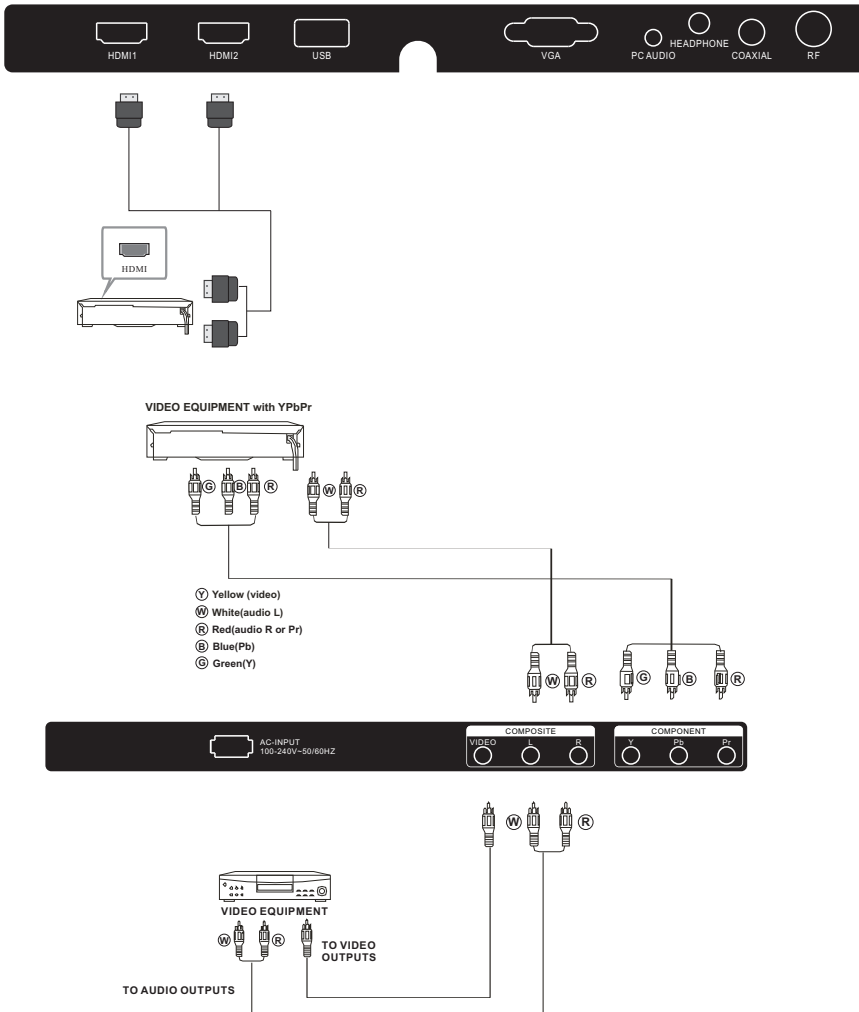 HDMI1 HDMI2 USB VGA PC AUDIO HEADPHONE COAXIAL RF
HDMI
VIDEO EQUIPMENT with YPbPr
G B R W R
Y Yellow (video)
W White(audio L)
R Red(audio R or Pr)
B Blue(Pb)
G Green(Y)
W R G B R
AC-INPUT
100-240V~50/60HZ
COMPOSITE COMPONENT
VIDEO L R Y Pb Pr
W R
VIDEO EQUIPMENT
W R
TO VIDEO
OUTPUTS
TO AUDIO OUTPUTS